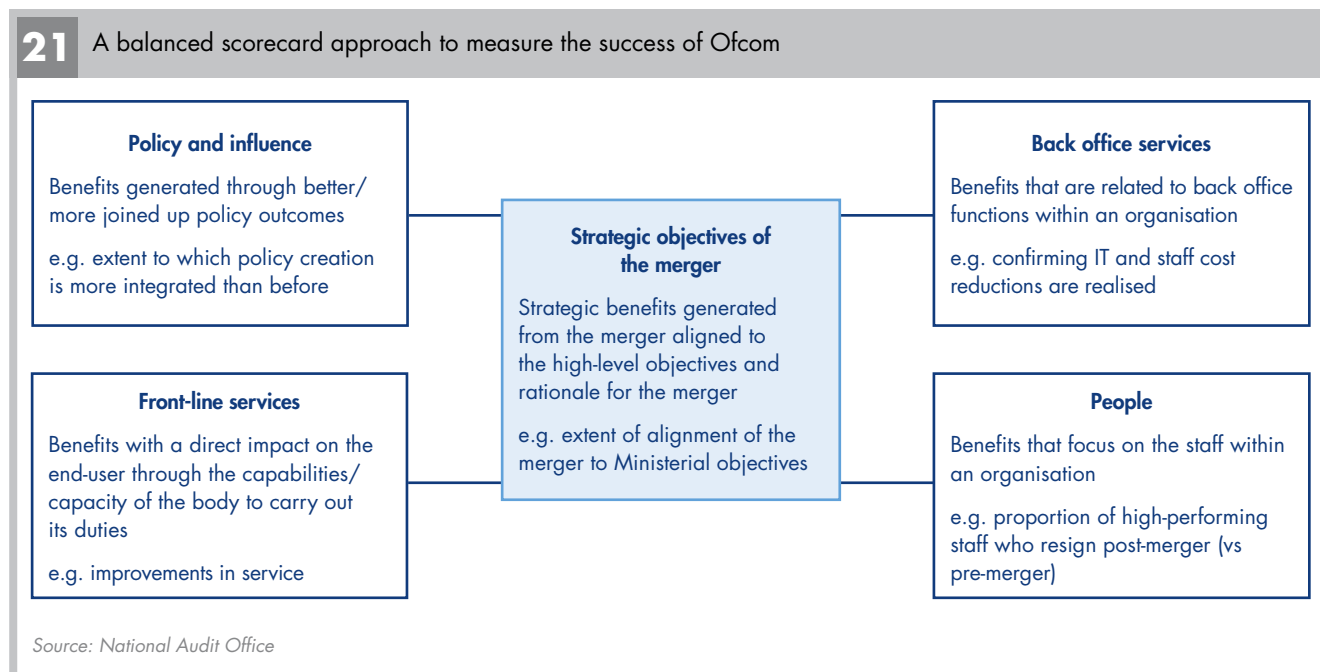 21 A balanced scorecard approach to measure the success of Ofcom
Policy and influence
Benefits generated through better/
more joined up policy outcomes
e.g. extent to which policy creation
is more integrated than before
Back office services
Benefits that are related to back office
functions within an organisation
e.g. confirming IT and staff cost
reductions are realised
Strategic objectives of
the merger
Strategic benefits generated
from the merger aligned to
the high-level objectives and
rationale for the merger
e.g. extent of alignment of the
merger to Ministerial objectives
Front-line services
Benefits with a direct impact on the
end-user through the capabilities/
capacity of the body to carry out
its duties
e.g. improvements in service
People
Benefits that focus on the staff within
an organisation
e.g. proportion of high-performing
staff who resign post-merger (vs
pre-merger)
Source: National Audit Office